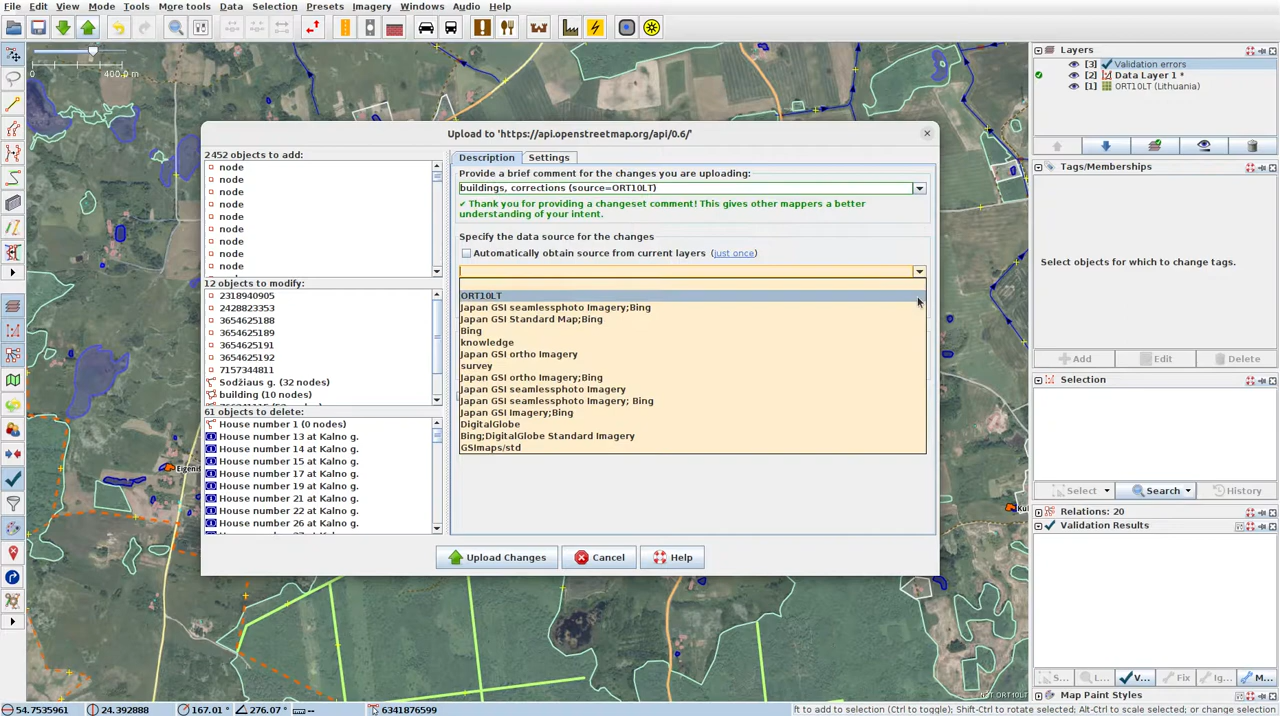 File Edit View Mode Tools More tools Data Selection Presets Imagery Windows Audio Help
0 400.0 m
Layers
[3] Validation errors
[2] Data Layer 1 *
[1] ORT10LT (Lithuania)
Tags/Memberships
Select objects for which to change tags.
Add Edit Delete
Selection
Select Search History
Relations: 20
Validation Results
S... L... V... Fix Ig... M...
Map Paint Styles
Upload to 'https://api.openstreetmap.org/api/0.6/'
2452 objects to add:
node
node
node
node
node
node
node
node
node
12 objects to modify:
2318940905
2428823353
3654625188
3654625189
3654625191
3654625192
7157344811
Sodžiaus g. (32 nodes)
building (10 nodes)
61 objects to delete:
House number 1 (0 nodes)
House number 13 at Kalno g.
House number 14 at Kalno g.
House number 15 at Kalno g.
House number 17 at Kalno g.
House number 19 at Kalno g.
House number 21 at Kalno g.
House number 22 at Kalno g.
House number 26 at Kalno g.
Description Settings
Provide a brief comment for the changes you are uploading:
buildings, corrections (source=ORT10LT)
✔ Thank you for providing a changeset comment! This gives other mappers a better
understanding of your intent.
Specify the data source for the changes
Automatically obtain source from current layers (just once)
ORT10LT
Japan GSI seamlessphoto Imagery;Bing
Japan GSI Standard Map;Bing
Bing
knowledge
Japan GSI ortho Imagery
survey
Japan GSI ortho Imagery;Bing
Japan GSI seamlessphoto Imagery
Japan GSI seamlessphoto Imagery; Bing
Japan GSI Imagery;Bing
DigitalGlobe
Bing;DigitalGlobe Standard Imagery
GSImaps/std
Upload Changes Cancel Help
54.7535961 24.392888 167.01 ° 276.07 ° -- 6341876599 ft to add to selection (Ctrl to toggle); Shift-Ctrl to rotate selected; Alt-Ctrl to scale selected; or change selection